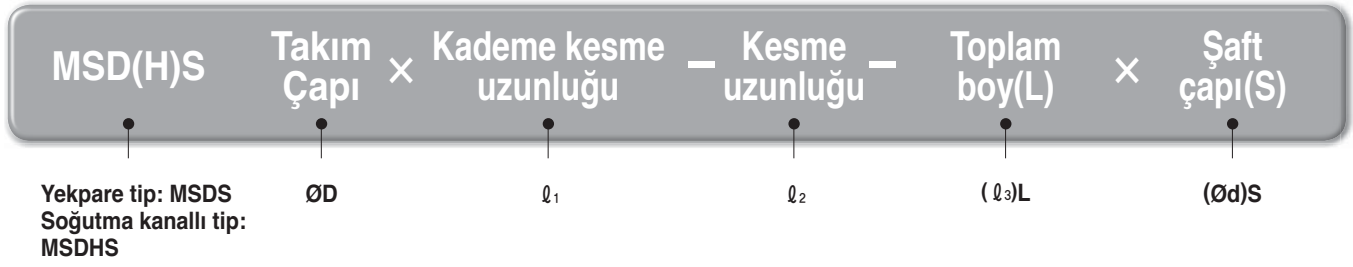 MSD(H)S Takım Çapı × Kademe kesme uzunluğu – Kesme uzunluğu – Toplam boy(L) × Şaft çapı(S)
Yekpare tip: MSDS
Soğutma kanallı tip:
MSDHS
ØD
ℓ1
ℓ2
(ℓ3)L
(Ød)S